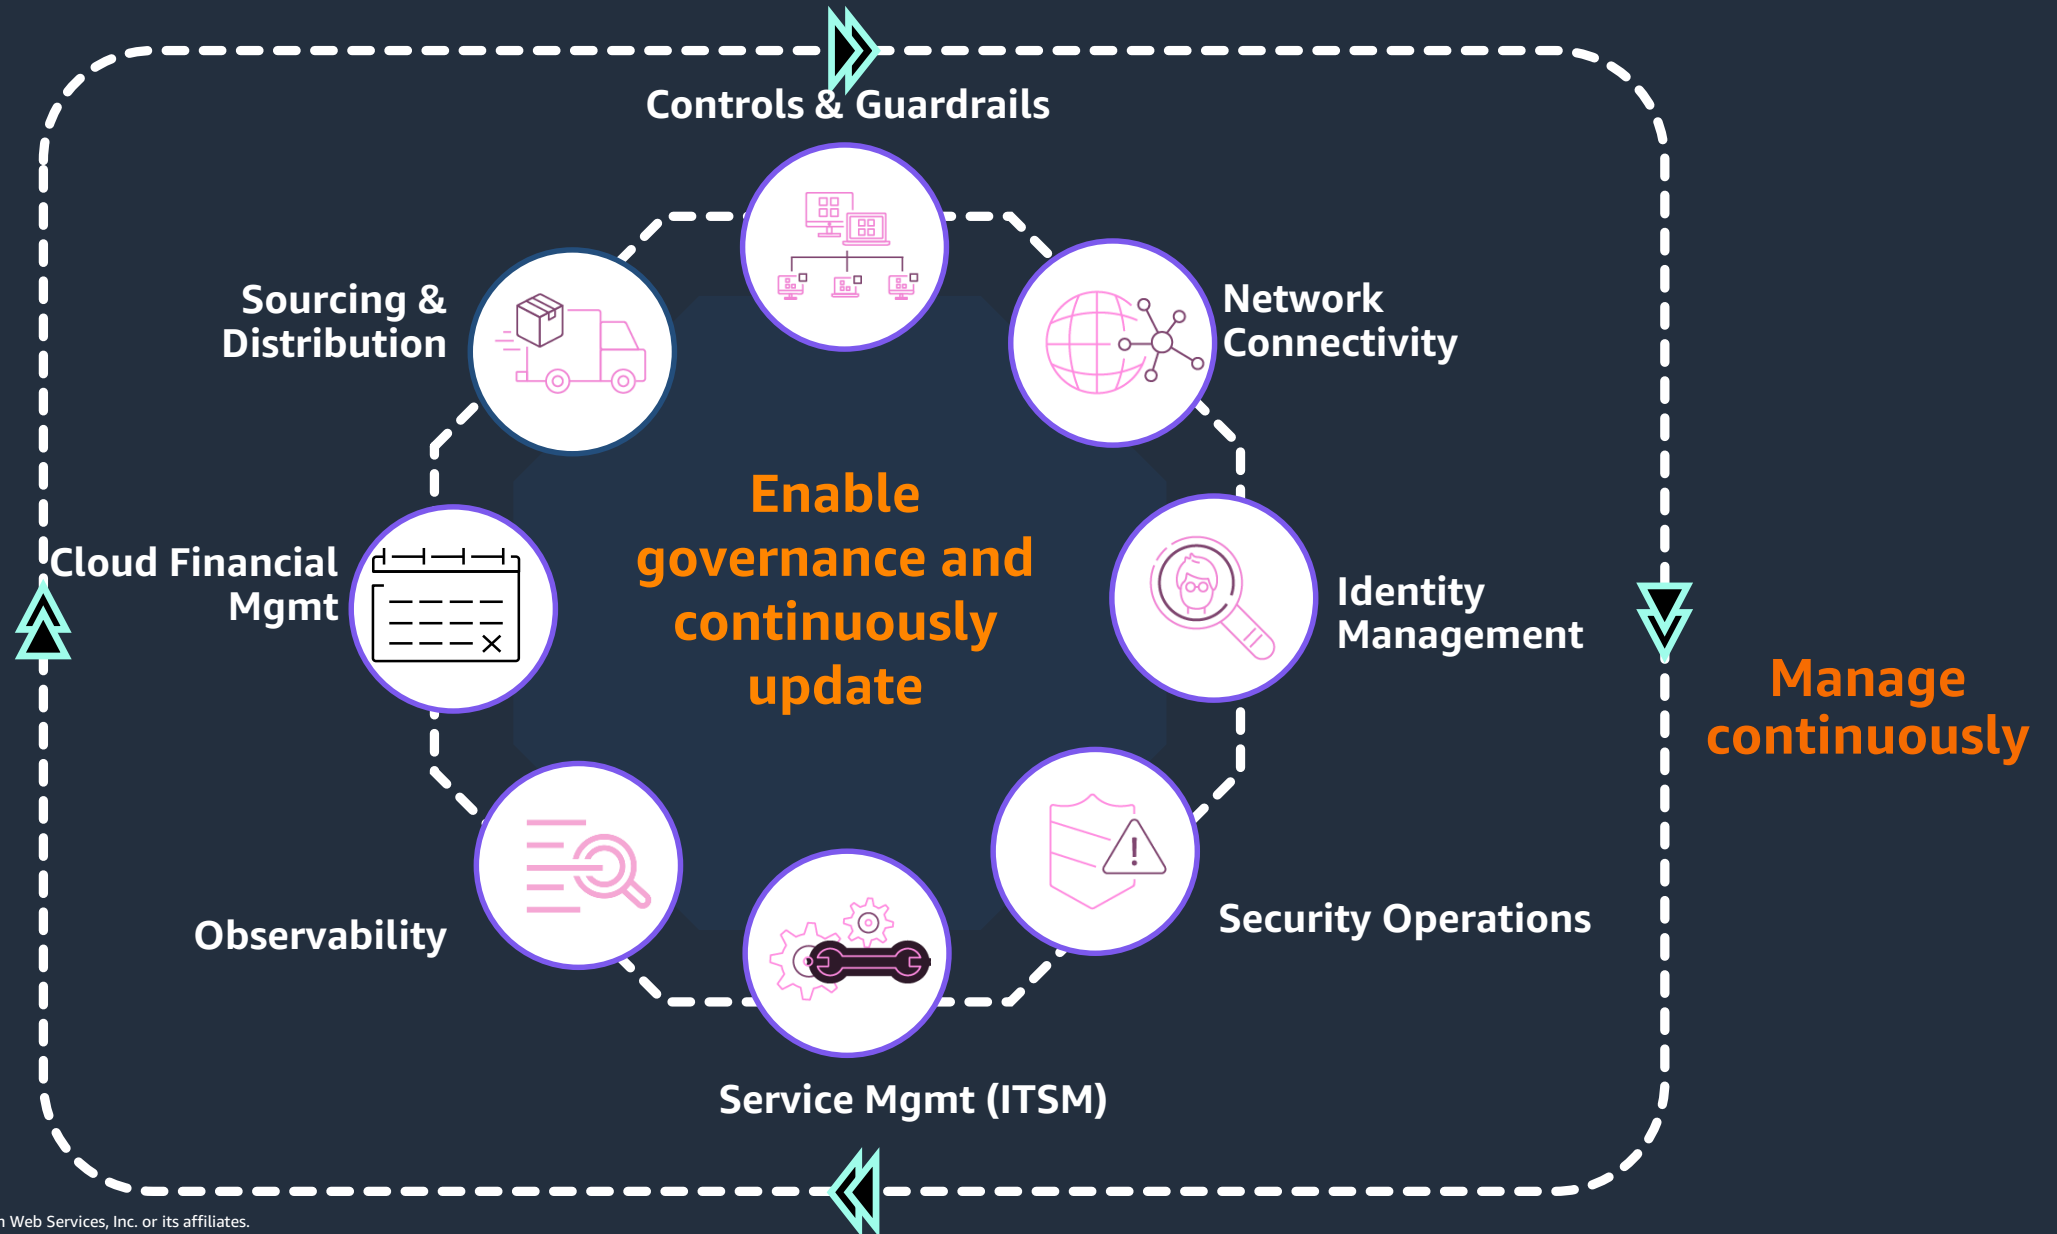 Controls & Guardrails
Sourcing &
Distribution
Network
Connectivity
Enable
governance and
continuously
update
Cloud Financial
Mgmt
Identity
Management
Manage
continuously
Observability
Security Operations
Service Mgmt (ITSM)
Web Services, Inc. or its affiliates.